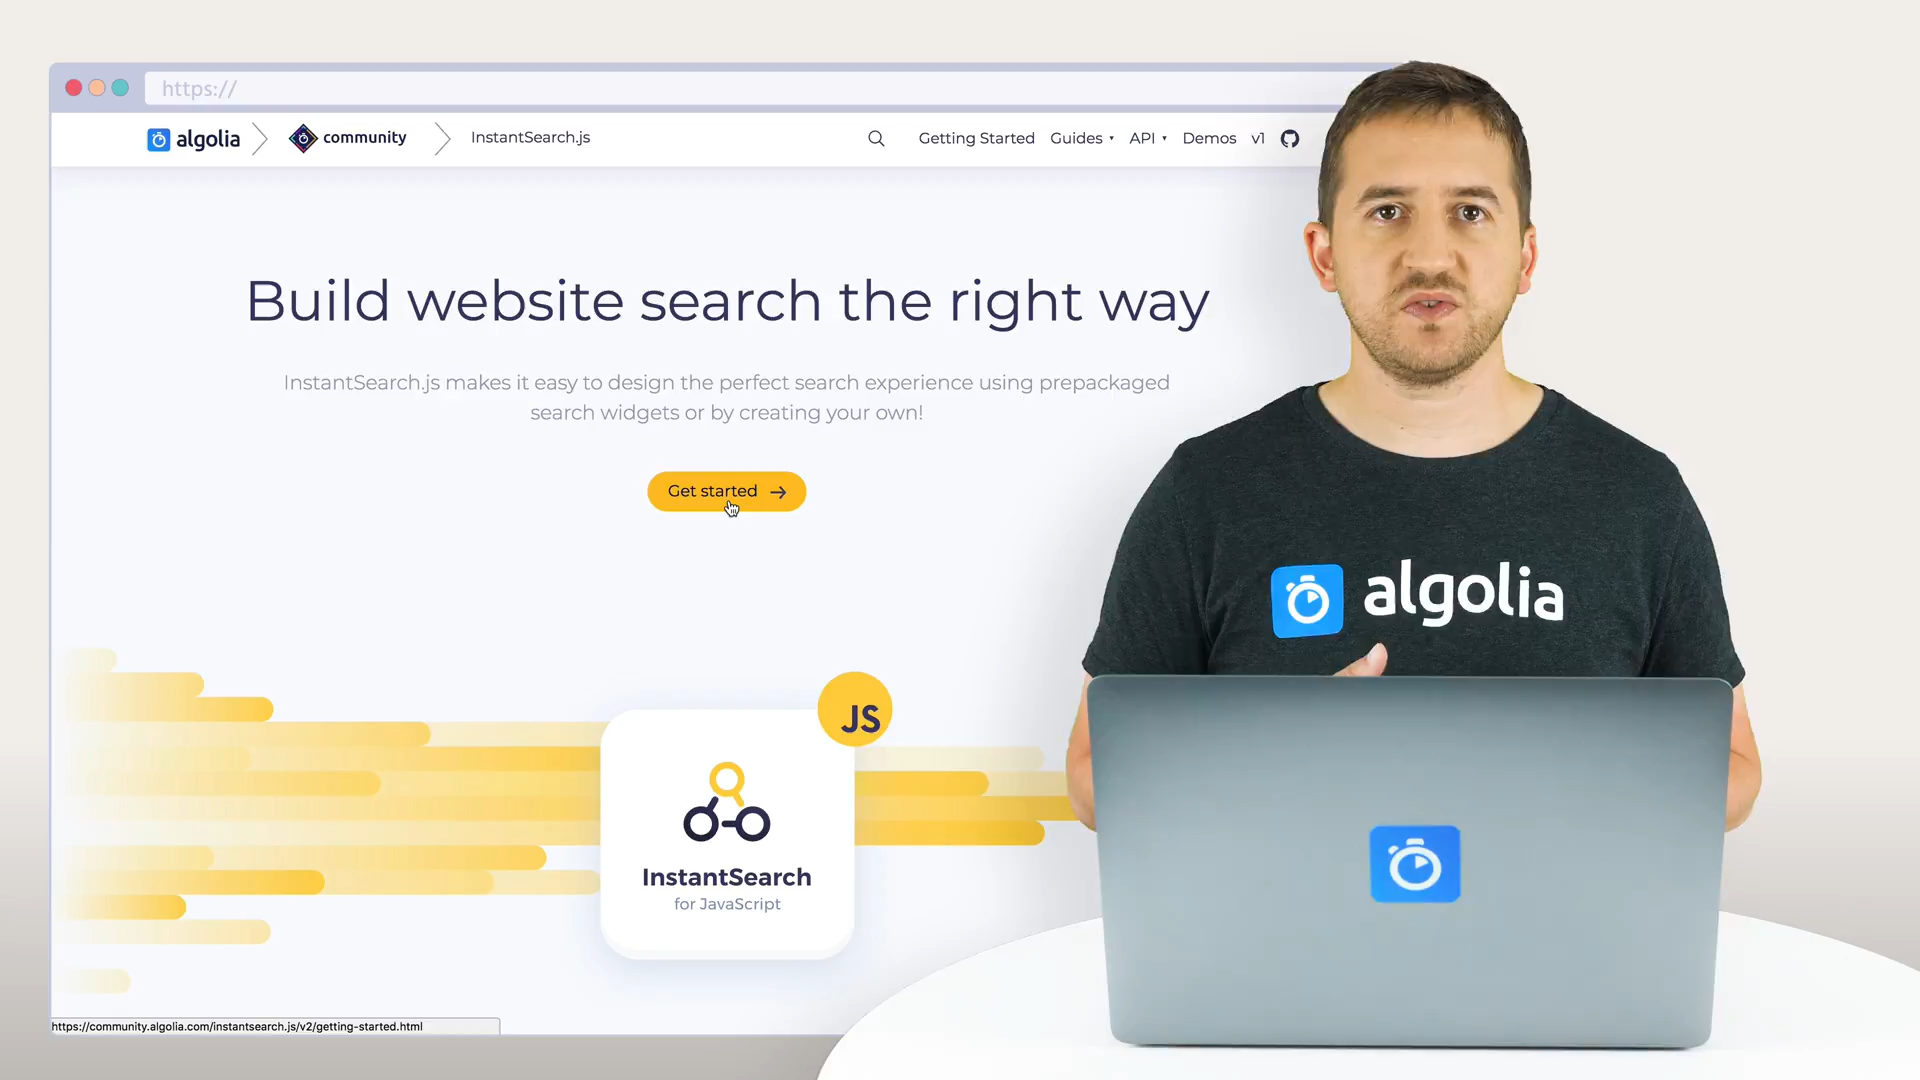 https://
algolia
community
InstantSearch.js
Getting Started
Guides
API
Demos
v1
Build website search the right way
InstantSearch.js makes it easy to design the perfect search experience using prepackaged
search widgets or by creating your own!
Get started
algolia
JS
InstantSearch
for JavaScript
https://community.algolia.com/instantsearch.js/v2/getting-started.html